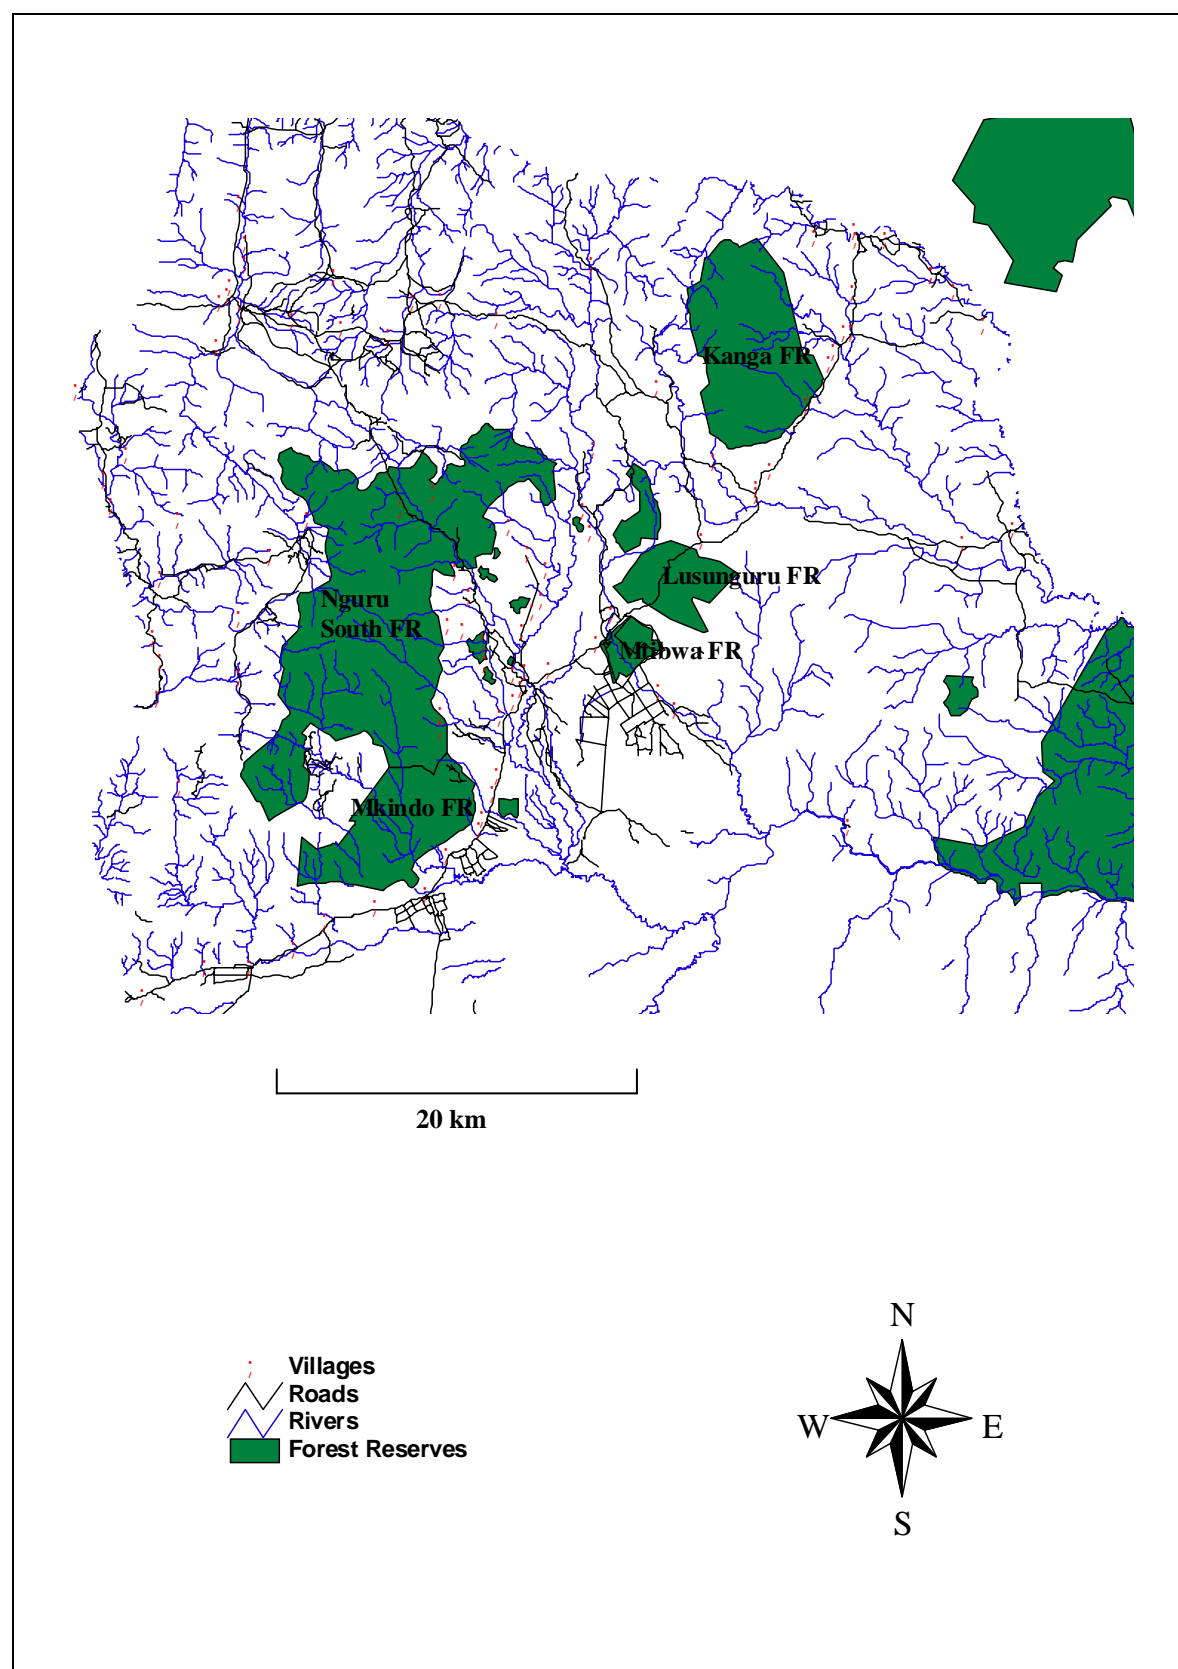 Kanga FR
Lusunguru FR
Nguru
South FR
Mtibwa FR
Mkindo FR
20 km
N
W
E
S
Villages
Roads
Rivers
Forest Reserves